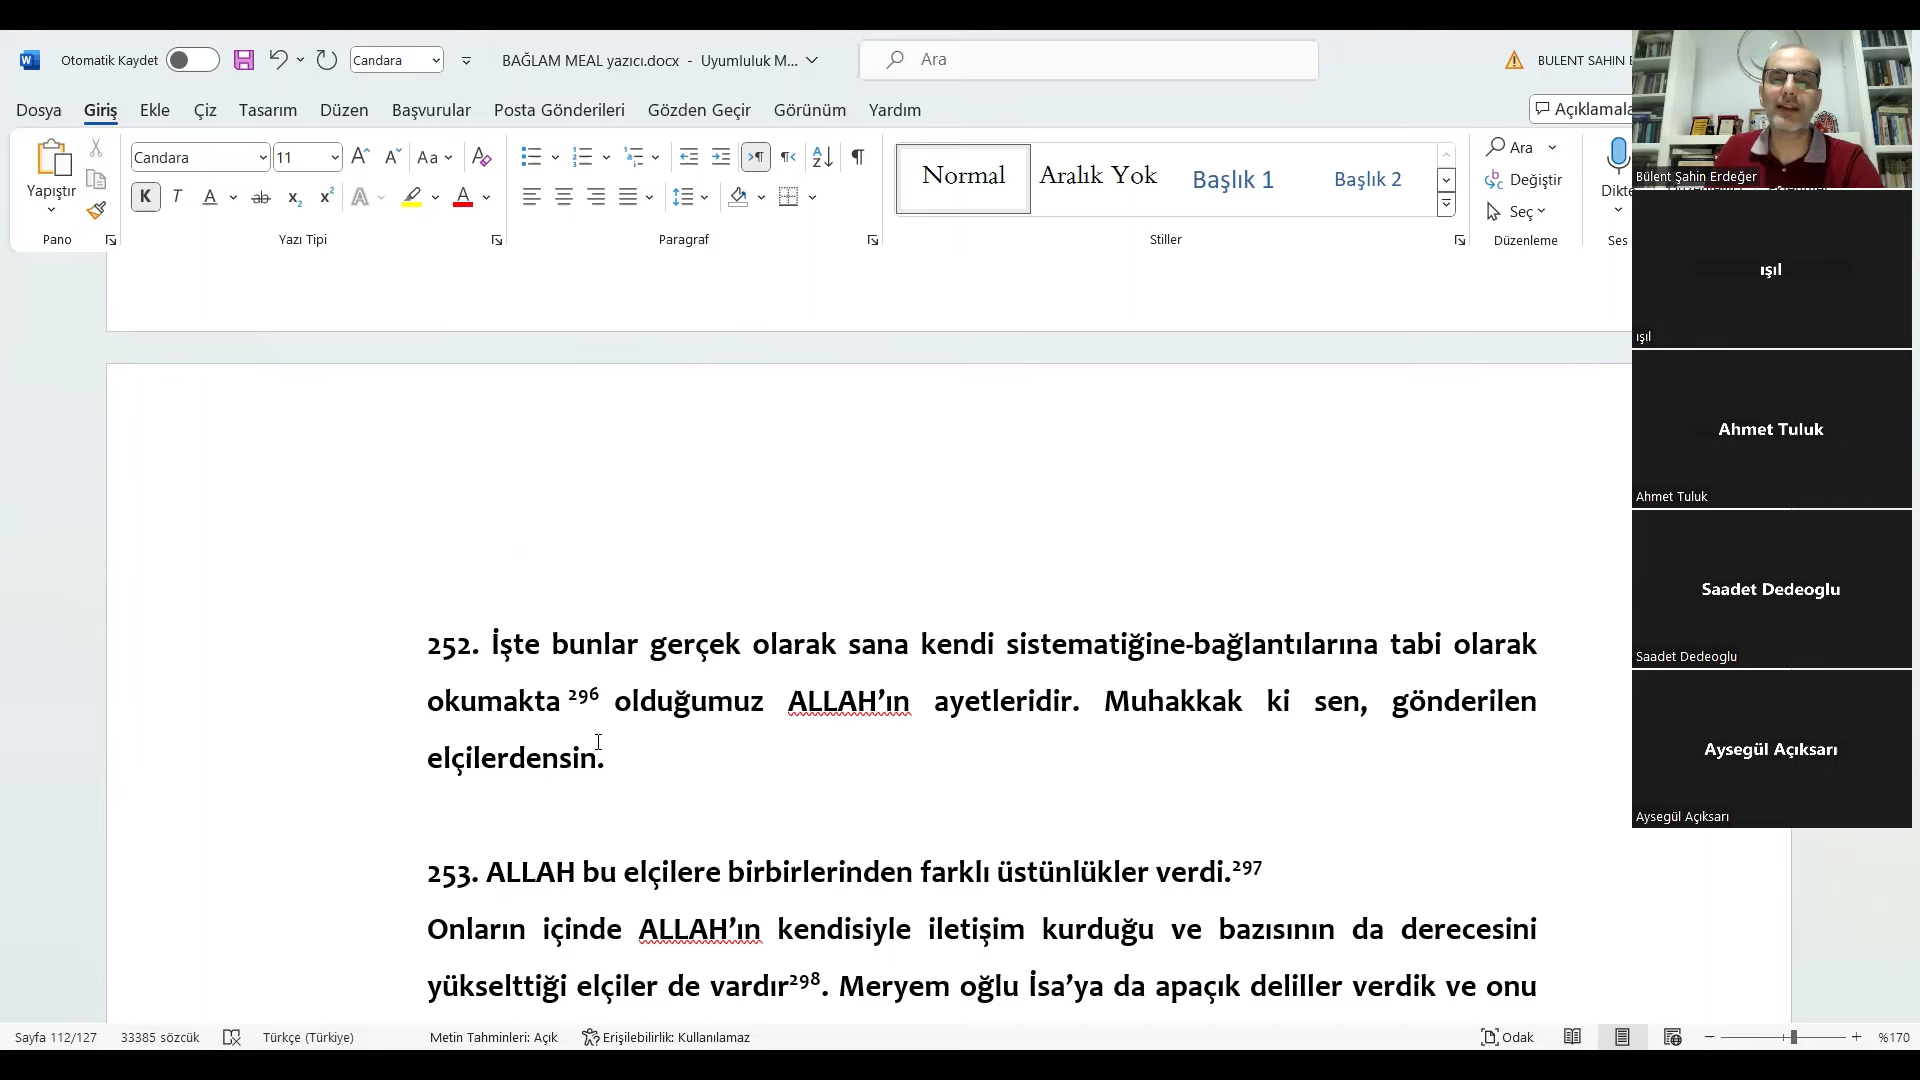 Otomatik Kaydet
Candara
BAĞLAM MEAL yazıcı.docx - Uyumluluk M...
Ara
BULENT SAHIN E
Dosya
Giriş
Ekle
Çiz
Tasarım
Düzen
Başvurular
Posta Gönderileri
Gözden Geçir
Görünüm
Yardım
Açıklamala
Yapıştır
Candara
11
Aa
K
T
A
ab
x₂
x²
A
A
Normal
Aralık Yok
Başlık 1
Başlık 2
Ara
Değiştir
Seç
Dikte
Pano
Yazı Tipi
Paragraf
Stiller
Düzenleme
Ses
Bülent Şahin Erdeğer
ışıl
ışıl
Ahmet Tuluk
Ahmet Tuluk
Saadet Dedeoglu
Saadet Dedeoglu
Aysegül Açıksarı
Aysegül Açıksarı
252. İşte bunlar gerçek olarak sana kendi sistematiğine-bağlantılarına tabi olarak
okumakta ²⁹⁶ olduğumuz ALLAH’ın ayetleridir. Muhakkak ki sen, gönderilen
elçilerdensin.
253. ALLAH bu elçilere birbirlerinden farklı üstünlükler verdi.²⁹⁷
Onların içinde ALLAH’ın kendisiyle iletişim kurduğu ve bazısının da derecesini
yükselttiği elçiler de vardır²⁹⁸. Meryem oğlu İsa’ya da apaçık deliller verdik ve onu
Sayfa 112/127
33385 sözcük
Türkçe (Türkiye)
Metin Tahminleri: Açık
Erişilebilirlik: Kullanılamaz
Odak
%170